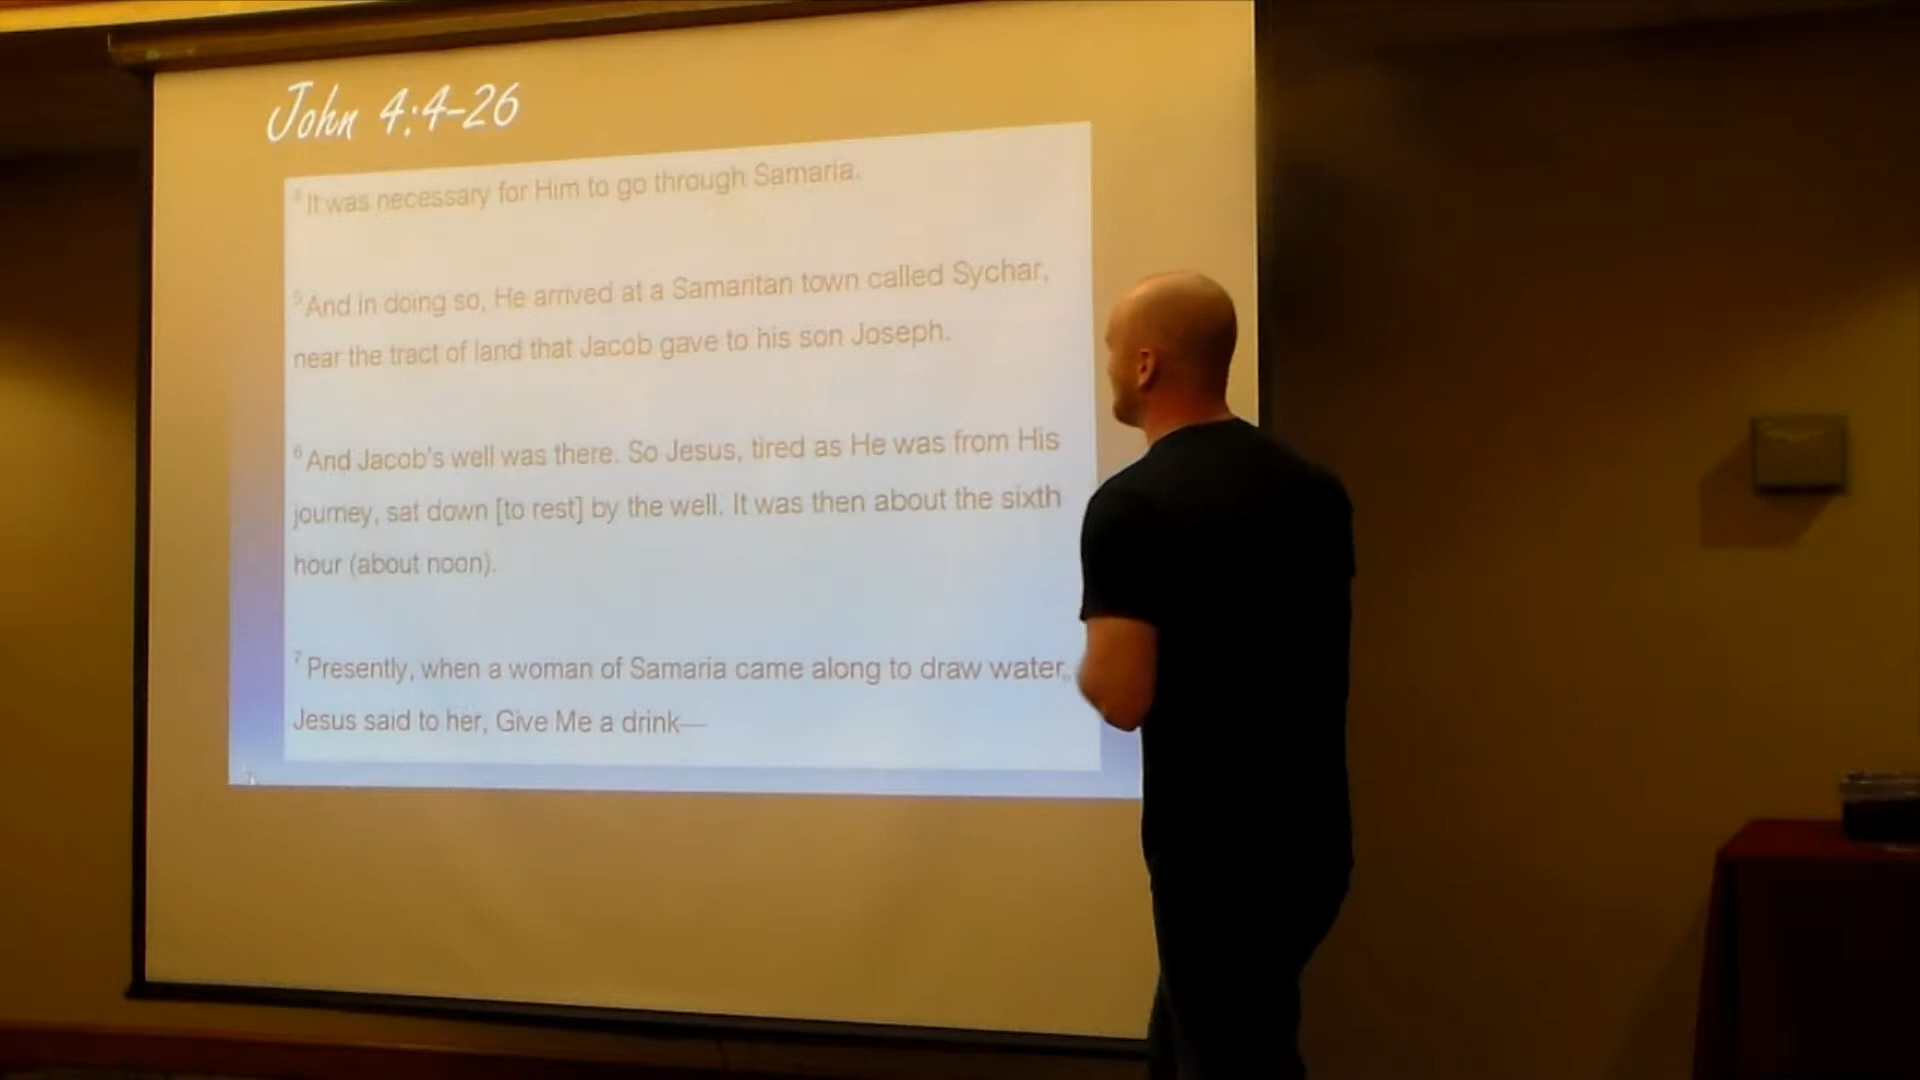 John 4:4-26
4 It was necessary for Him to go through Samaria.
5 And in doing so, He arrived at a Samaritan town called Sychar,
near the tract of land that Jacob gave to his son Joseph.
6 And Jacob's well was there. So Jesus, tired as He was from His
journey, sat down [to rest] by the well. It was then about the sixth
hour (about noon).
7 Presently, when a woman of Samaria came along to draw water,
Jesus said to her, Give Me a drink—